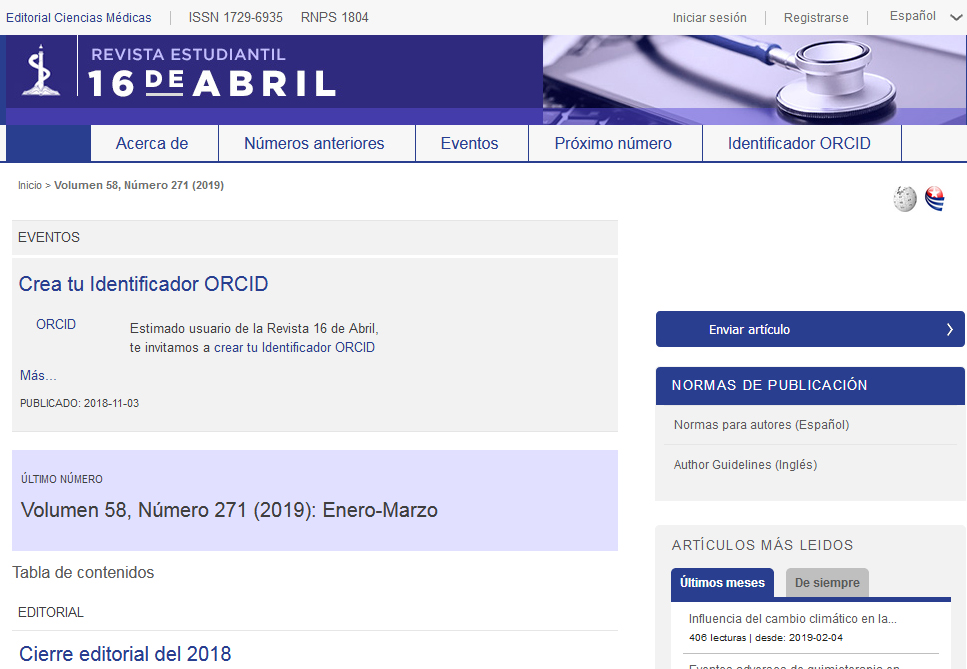 Editorial Ciencias Médicas ISSN 1729-6935 RNPS 1804 Iniciar sesión Registrarse Español
REVISTA ESTUDIANTIL
16 DE ABRIL
Acerca de Números anteriores Eventos Próximo número Identificador ORCID
Inicio > Volumen 58, Número 271 (2019)
EVENTOS
Crea tu Identificador ORCID
ORCID
Estimado usuario de la Revista 16 de Abril,
te invitamos a crear tu Identificador ORCID
Más...
PUBLICADO: 2018-11-03
ÚLTIMO NÚMERO
Volumen 58, Número 271 (2019): Enero-Marzo
Tabla de contenidos
EDITORIAL
Cierre editorial del 2018
Enviar artículo
NORMAS DE PUBLICACIÓN
Normas para autores (Español)
Author Guidelines (Inglés)
ARTÍCULOS MÁS LEIDOS
Últimos meses De siempre
Influencia del cambio climático en la...
406 lecturas | desde: 2019-02-04
Eventos adversos de quimioterapia en